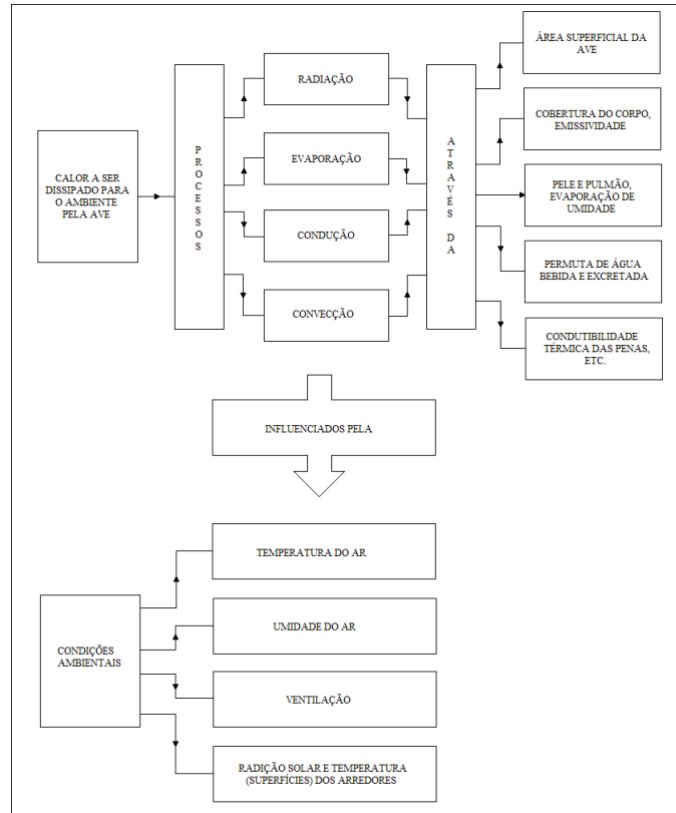 CALOR A SER
DISSIPADO PARA
O AMBIENTE
PELA AVE
PROCESSOS
RADIAÇÃO
EVAPORAÇÃO
CONDUÇÃO
CONVECÇÃO
ATRAVÉS DA
ÁREA SUPERFICIAL DA
AVE
COBERTURA DO CORPO,
EMISSIVIDADE
PELE E PULMÃO,
EVAPORAÇÃO DE
UMIDADE
PERMUTA DE ÁGUA
BEBIDA E EXCRETADA
CONDUTIBILIDADE
TÉRMICA DAS PENAS,
ETC.
INFLUENCIADOS PELA
CONDIÇÕES
AMBIENTAIS
TEMPERATURA DO AR
UMIDADE DO AR
VENTILAÇÃO
RADIÇÃO SOLAR E TEMPERATURA
(SUPERFÍCIES) DOS ARREDORES